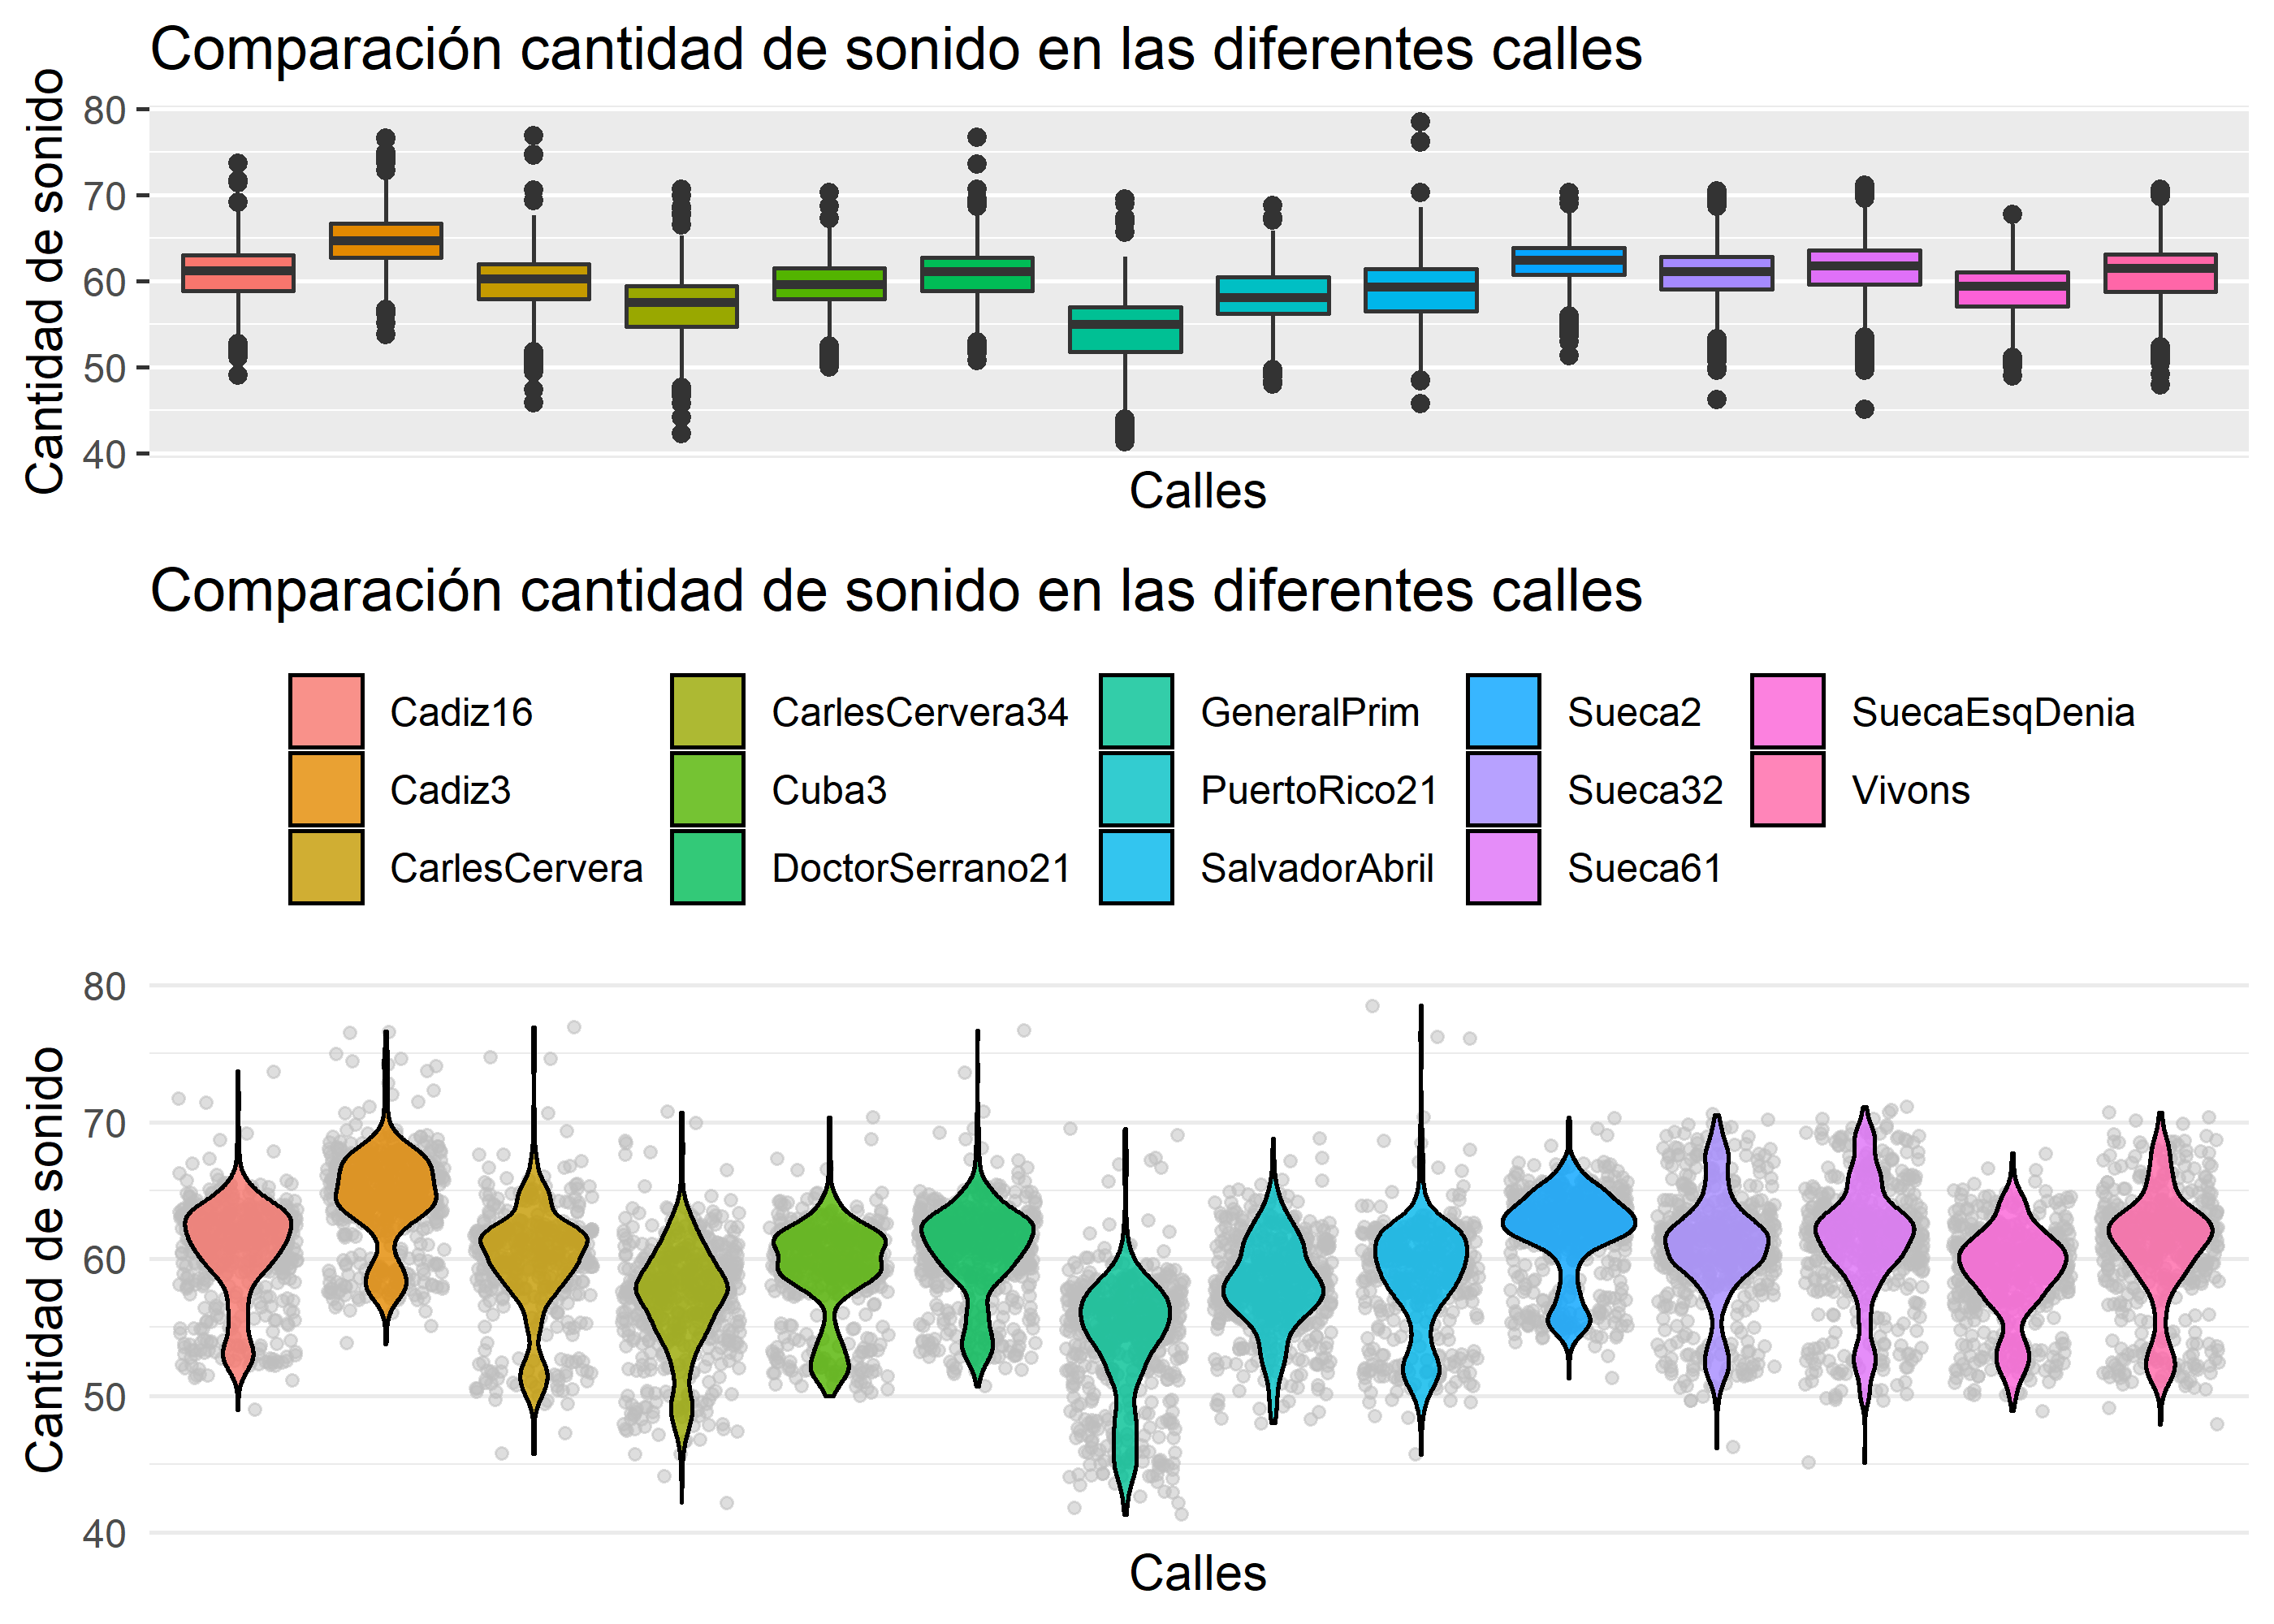 Comparación cantidad de sonido en las diferentes calles
Cantidad de sonido
80
70
60
50
40
Calles
Comparación cantidad de sonido en las diferentes calles
Cadiz16 CarlesCervera34 GeneralPrim Sueca2 SuecaEsqDenia
Cadiz3 Cuba3 PuertoRico21 Sueca32 Vivons
CarlesCervera DoctorSerrano21 SalvadorAbril Sueca61
Cantidad de sonido
80
70
60
50
40
Calles